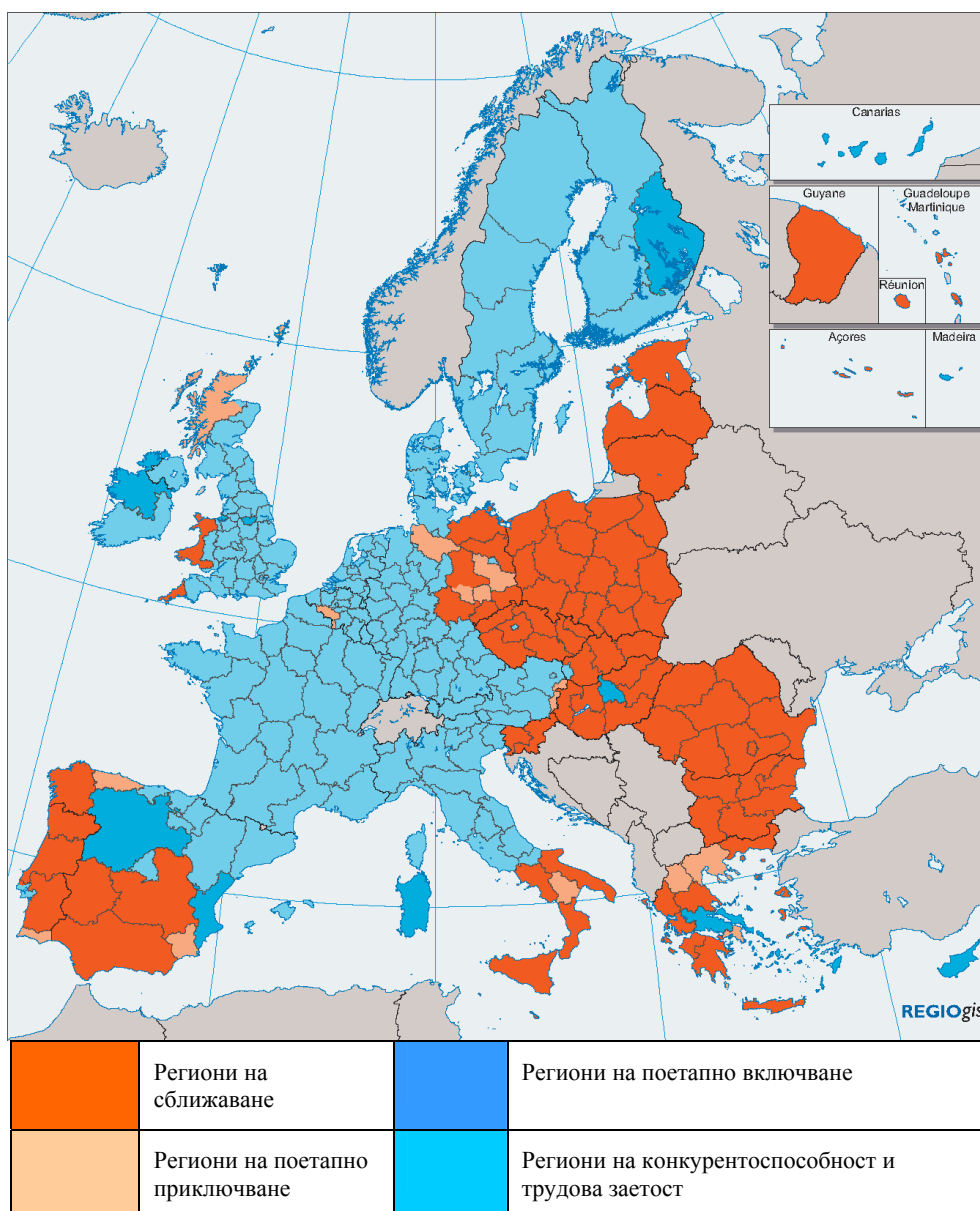 Canarias
Guyane
Guadeloupe
Martinique
Réunion
Açores
Madeira
REGIOgis
Региони на
сближаване
Региони на поетапно включване
Региони на поетапно
приключване
Региони на конкурентоспособност и
трудова заетост